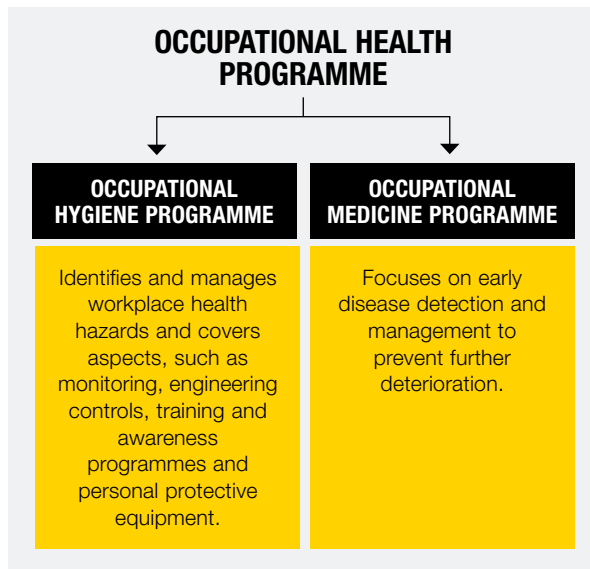 OCCUPATIONAL HEALTH
PROGRAMME
OCCUPATIONAL
HYGIENE PROGRAMME
Identifies and manages
workplace health
hazards and covers
aspects, such as
monitoring, engineering
controls, training and
awareness
programmes and
personal protective
equipment.
OCCUPATIONAL
MEDICINE PROGRAMME
Focuses on early
disease detection and
management to
prevent further
deterioration.